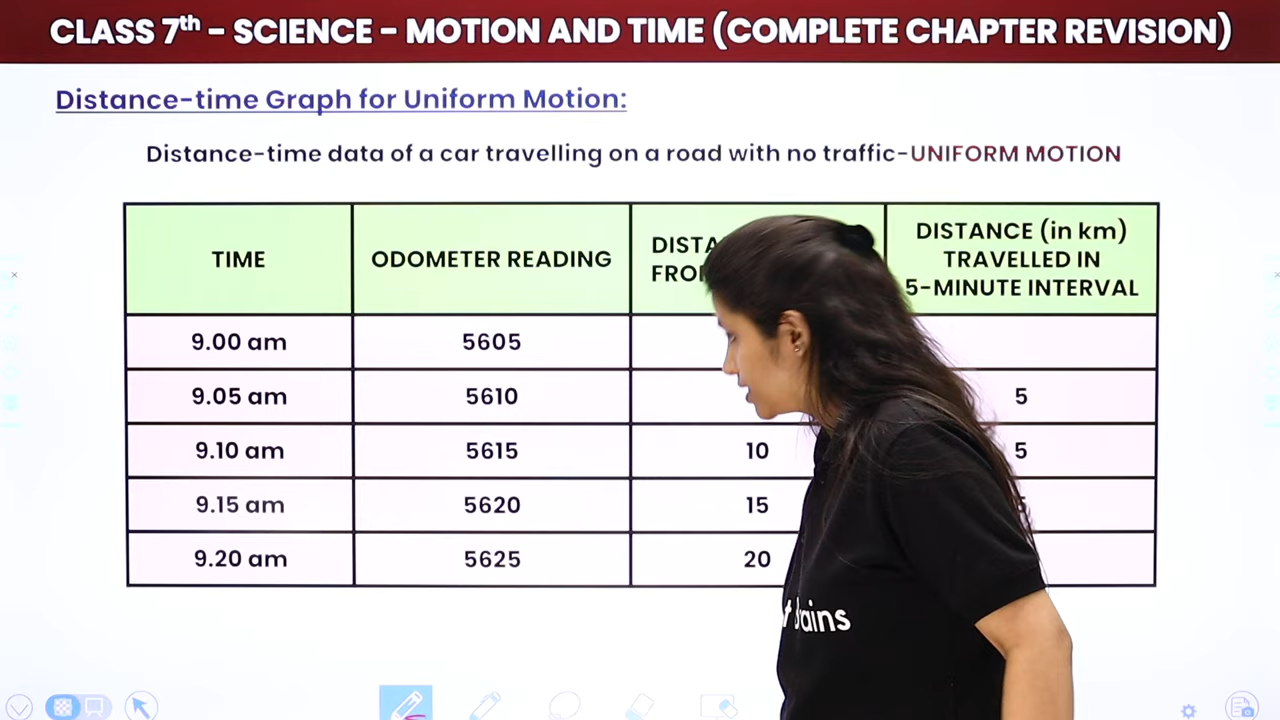 CLASS 7th – SCIENCE – MOTION AND TIME (COMPLETE CHAPTER REVISION)
Distance-time Graph for Uniform Motion:
Distance-time data of a car travelling on a road with no traffic-UNIFORM MOTION
TIME
ODOMETER READING
DISTANCE (in km)
TRAVELLED IN
5-MINUTE INTERVAL
9.00 am 5605
9.05 am 5610 5
9.10 am 5615 10 5
9.15 am 5620 15
9.20 am 5625 20